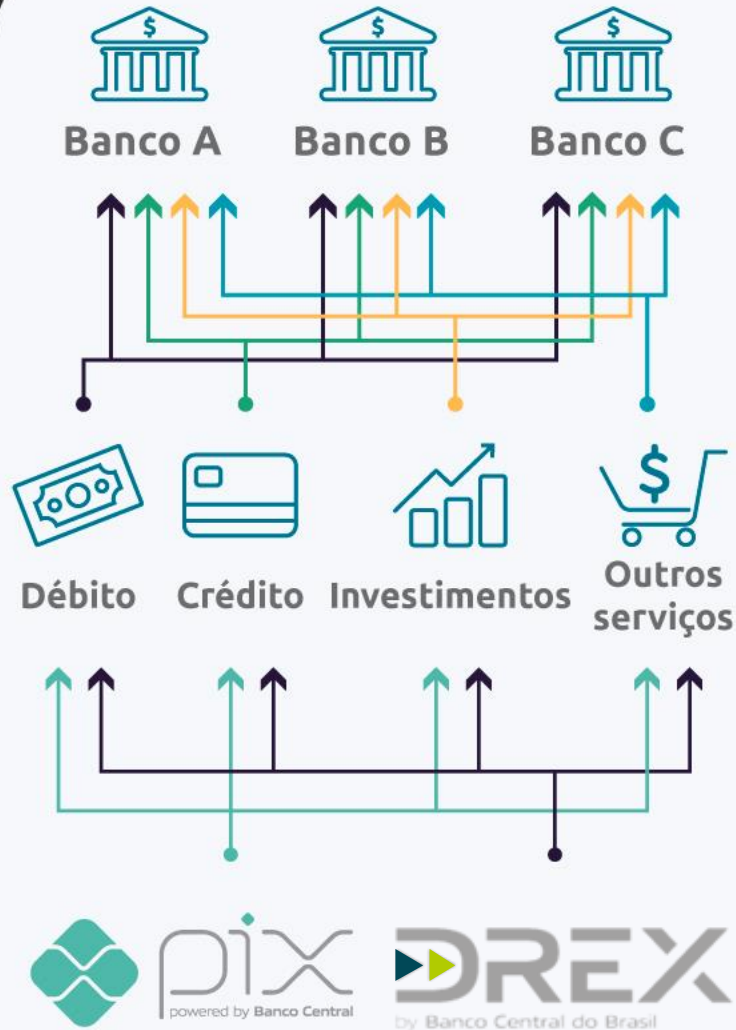 $ $ $
Banco A Banco B Banco C
$
Débito Crédito Investimentos Outros
serviços
pix DREX
powered by Banco Central by Banco Central do Brasil